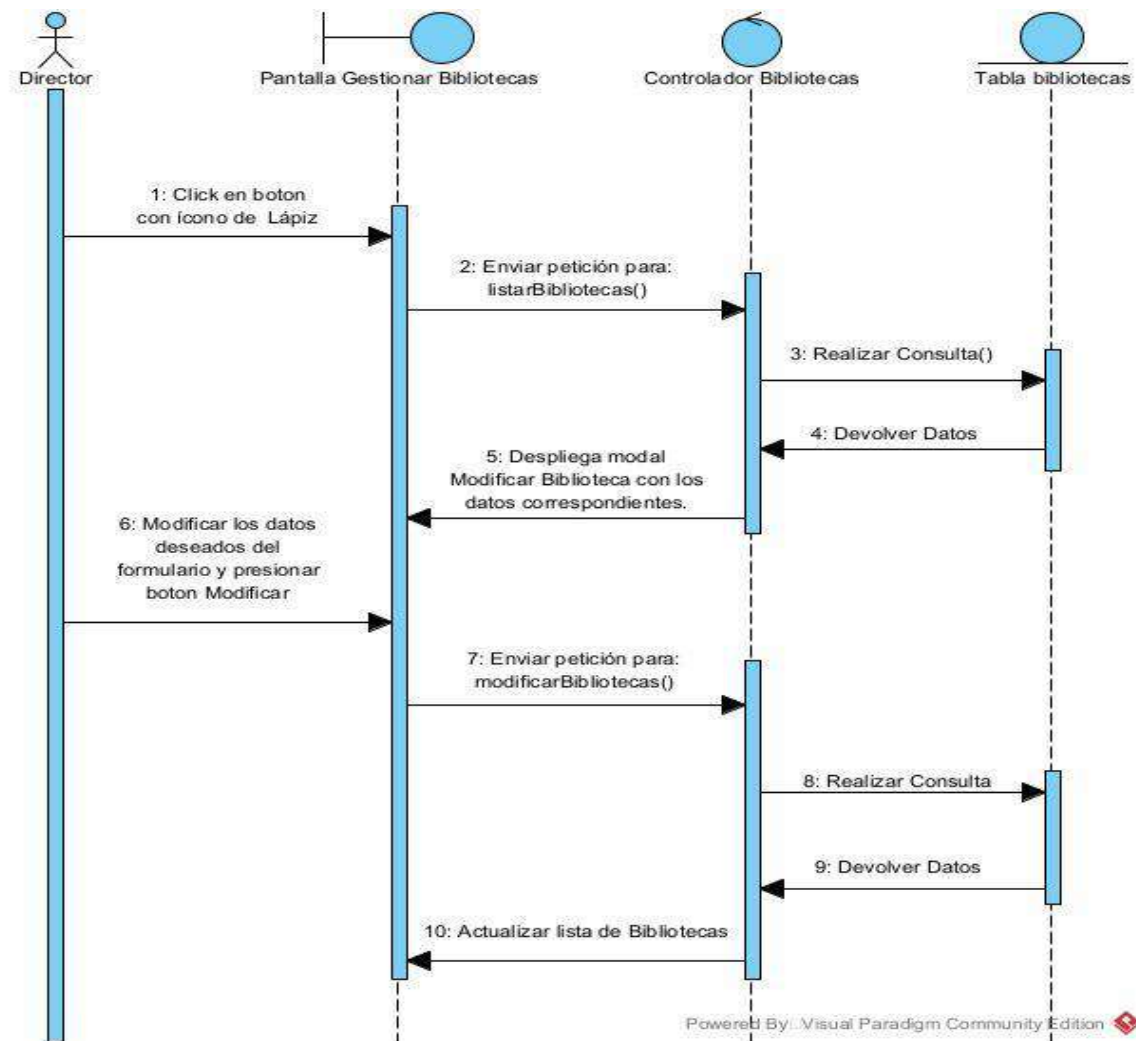 Director
Pantalla Gestionar Bibliotecas
Controlador Bibliotecas
Tabla bibliotecas
1: Click en boton
con ícono de Lápiz
2: Enviar petición para:
listarBibliotecas()
3: Realizar Consulta()
4: Devolver Datos
5: Despliega modal
Modificar Biblioteca con los
datos correspondientes.
6: Modificar los datos
deseados del
formulario y presionar
boton Modificar
7: Enviar petición para:
modificarBibliotecas()
8: Realizar Consulta
9: Devolver Datos
10: Actualizar lista de Bibliotecas
Powered By Visual Paradigm Community Edition